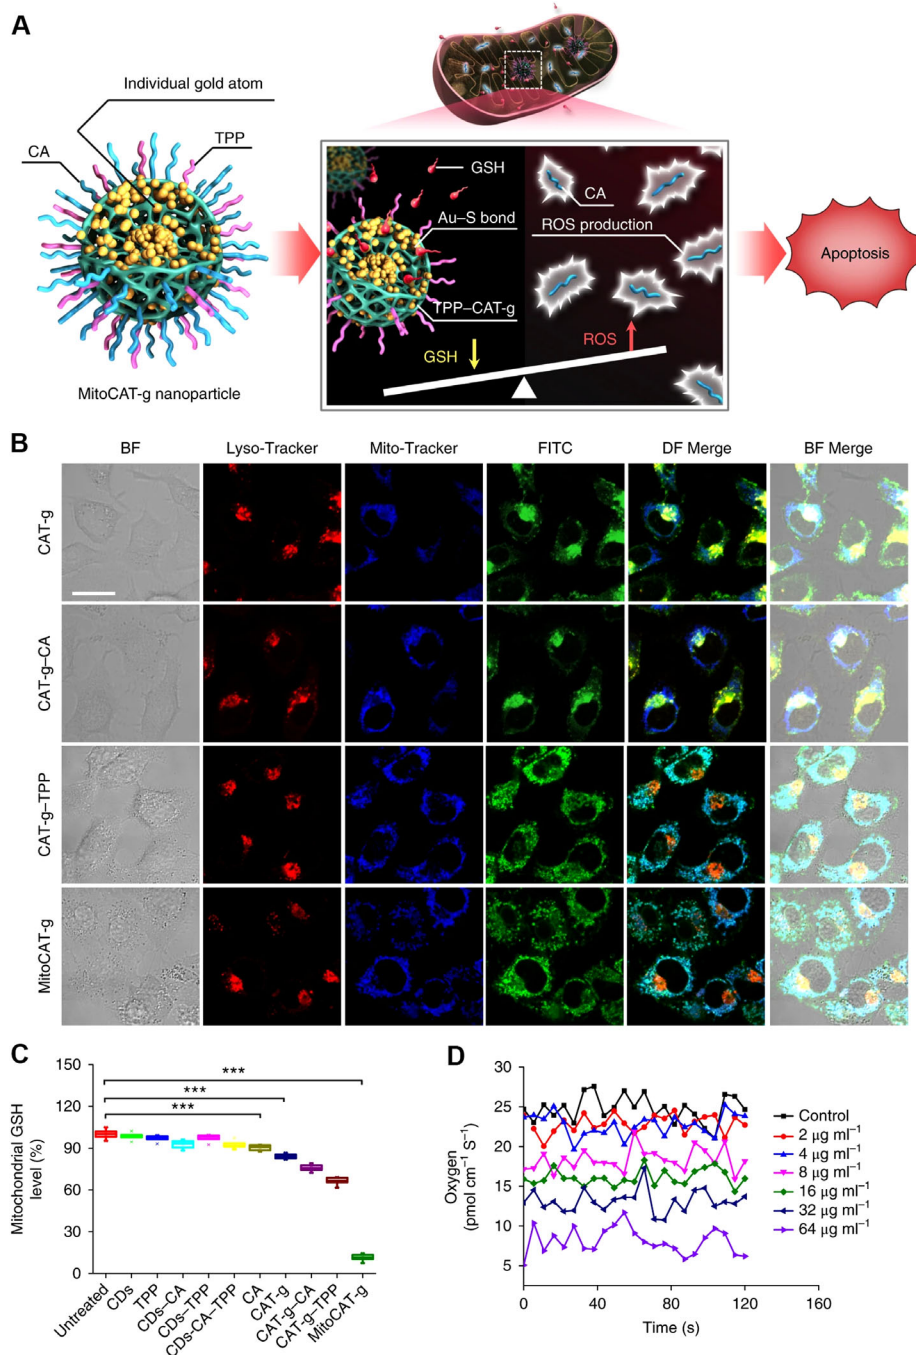 A
Individual gold atom
CA
TPP
MitoCAT-g nanoparticle
GSH
Au–S bond
TPP–CAT-g
GSH
CA
ROS production
ROS
Apoptosis
B
BF
Lyso-Tracker
Mito-Tracker
FITC
DF Merge
BF Merge
CAT-g
CAT-g–CA
CAT-g–TPP
MitoCAT-g
C
Mitochondrial GSH
level (%)
150
120
90
60
30
0
***
***
***
Untreated
CDs
TPP
CDs–CA
CDs–TPP
CDs-CA–TPP
CA
CAT-g
CAT-g–CA
CAT-g–TPP
MitoCAT-g
D
Oxygen
(pmol cm⁻¹ S⁻¹)
30
25
20
15
10
5
0
40
80
120
160
Time (s)
Control
2 µg ml⁻¹
4 µg ml⁻¹
8 µg ml⁻¹
16 µg ml⁻¹
32 µg ml⁻¹
64 µg ml⁻¹